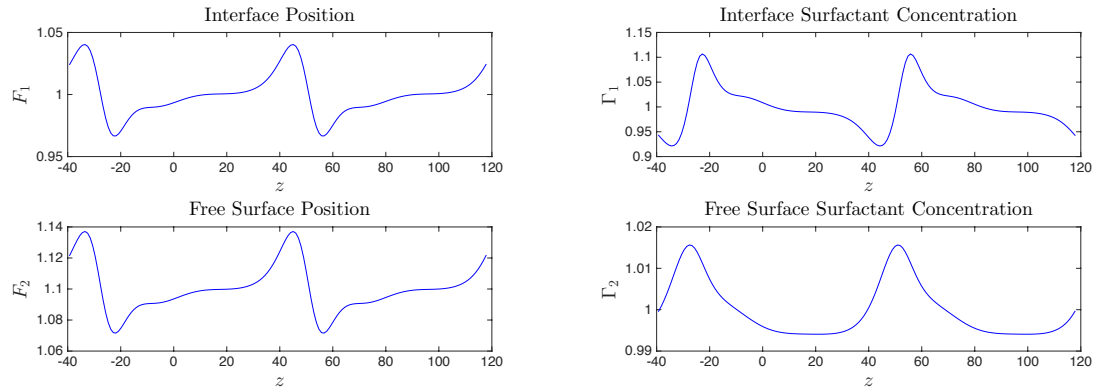 Interface Position
1.05
1
0.95
F1
-40 -20 0 20 40 60 80 100 120
z
Interface Surfactant Concentration
1.15
1.1
1.05
1
0.95
0.9
Γ1
-40 -20 0 20 40 60 80 100 120
z
Free Surface Position
1.14
1.12
1.1
1.08
1.06
F2
-40 -20 0 20 40 60 80 100 120
z
Free Surface Surfactant Concentration
1.02
1.01
1
0.99
Γ2
-40 -20 0 20 40 60 80 100 120
z